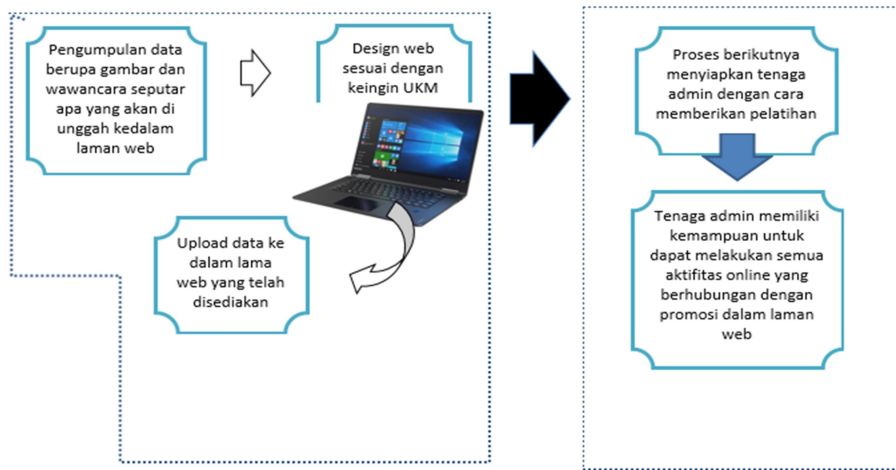 Pengumpulan data
berupa gambar dan
wawancara seputar
apa yang akan di
unggah kedalam
laman web
Design web
sesuai dengan
keingin UKM
Upload data ke
dalam lama
web yang telah
disediakan
Proses berikutnya
menyiapkan tenaga
admin dengan cara
memberikan pelatihan
Tenaga admin memiliki
kemampuan untuk
dapat melakukan semua
aktifitas online yang
berhubungan dengan
promosi dalam laman
web